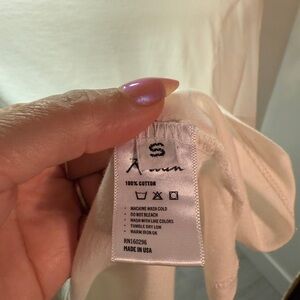 S
100% COTTON
• MACHINE WASH COLD
• DO NOT BLEACH
• WASH WITH LIKE COLORS
• TUMBLE DRY LOW
• WARM IRON OK
RN160296
MADE IN USA